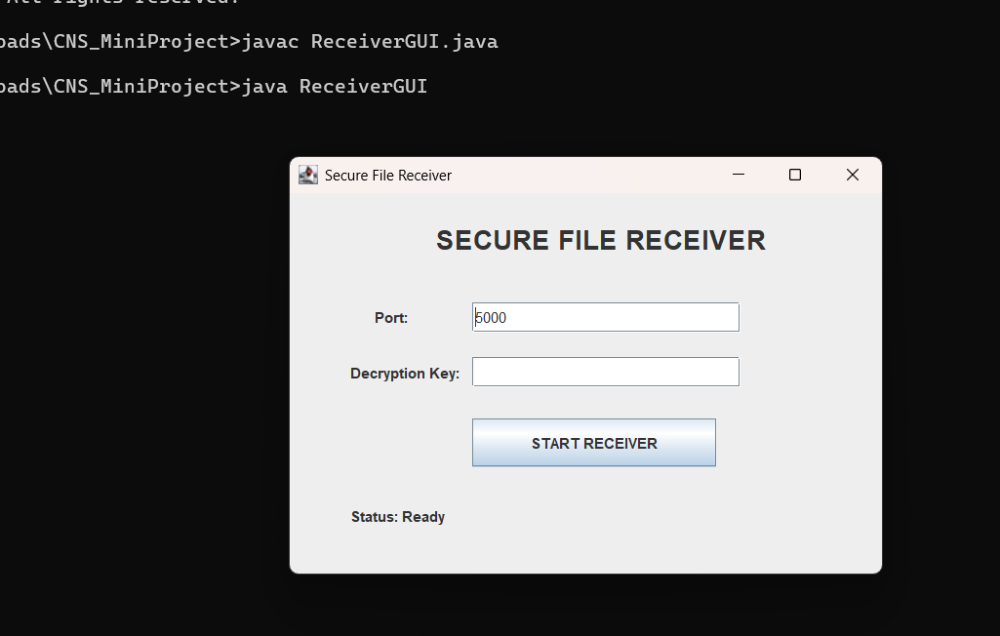 All rights reserved.
oads\CNS_MiniProject>javac ReceiverGUI.java
oads\CNS_MiniProject>java ReceiverGUI
Secure File Receiver
SECURE FILE RECEIVER
Port:
5000
Decryption Key:
START RECEIVER
Status: Ready